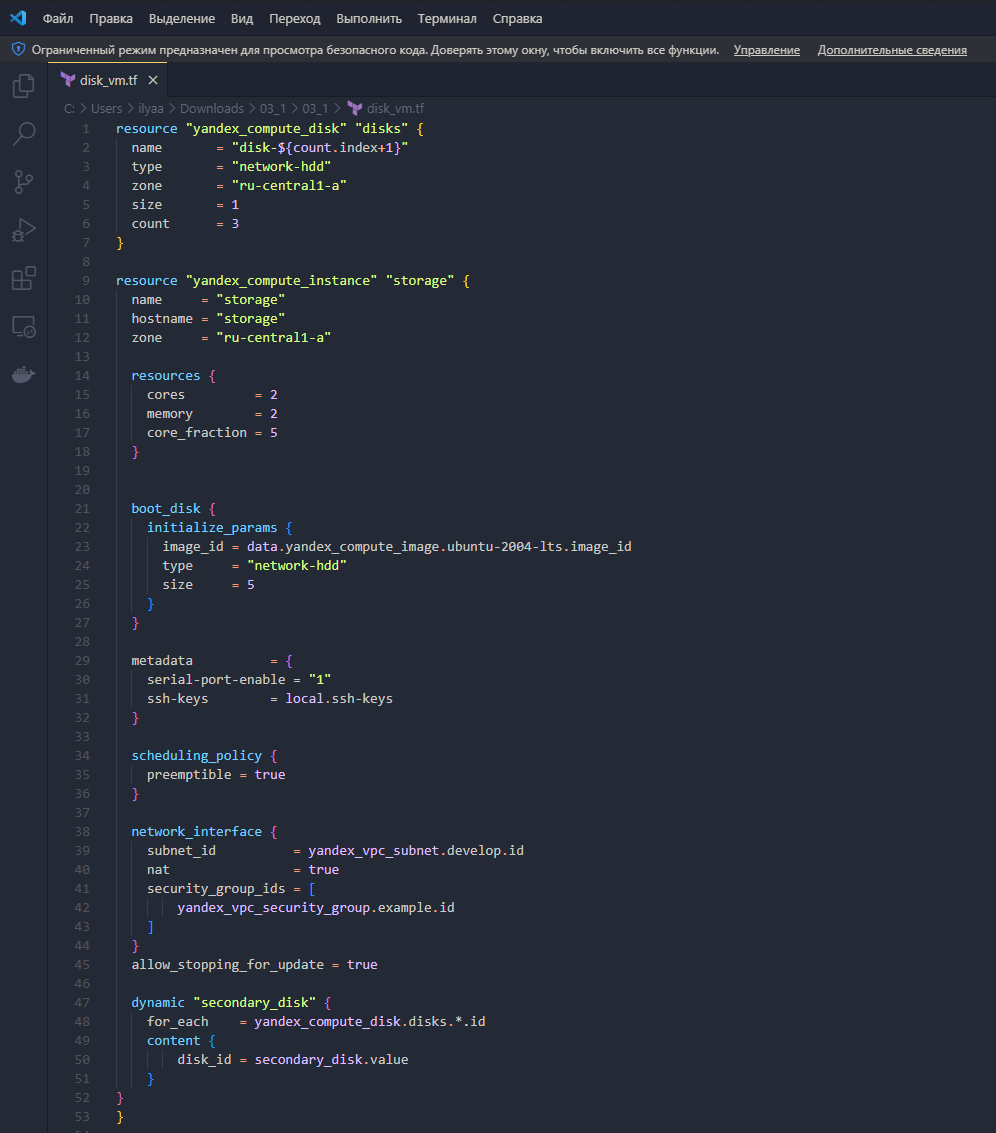 Файл Правка Выделение Вид Переход Выполнить Терминал Справка
Ограниченный режим предназначен для просмотра безопасного кода. Доверять этому окну, чтобы включить все функции. Управление Дополнительные сведения
disk_vm.tf
C: > Users > ilyaa > Downloads > 03_1 > 03_1 > disk_vm.tf
1 resource "yandex_compute_disk" "disks" {
2   name       = "disk-${count.index+1}"
3   type       = "network-hdd"
4   zone       = "ru-central1-a"
5   size       = 1
6   count      = 3
7 }
8
9 resource "yandex_compute_instance" "storage" {
10   name     = "storage"
11   hostname = "storage"
12   zone     = "ru-central1-a"
13
14   resources {
15     cores         = 2
16     memory        = 2
17     core_fraction = 5
18   }
19
20
21   boot_disk {
22     initialize_params {
23       image_id = data.yandex_compute_image.ubuntu-2004-lts.image_id
24       type     = "network-hdd"
25       size     = 5
26     }
27   }
28
29   metadata          = {
30     serial-port-enable = "1"
31     ssh-keys        = local.ssh-keys
32   }
33
34   scheduling_policy {
35     preemptible = true
36   }
37
38   network_interface {
39     subnet_id          = yandex_vpc_subnet.develop.id
40     nat                = true
41     security_group_ids = [
42         yandex_vpc_security_group.example.id
43     ]
44   }
45   allow_stopping_for_update = true
46
47   dynamic "secondary_disk" {
48     for_each    = yandex_compute_disk.disks.*.id
49     content {
50         disk_id = secondary_disk.value
51     }
52 }
53 }